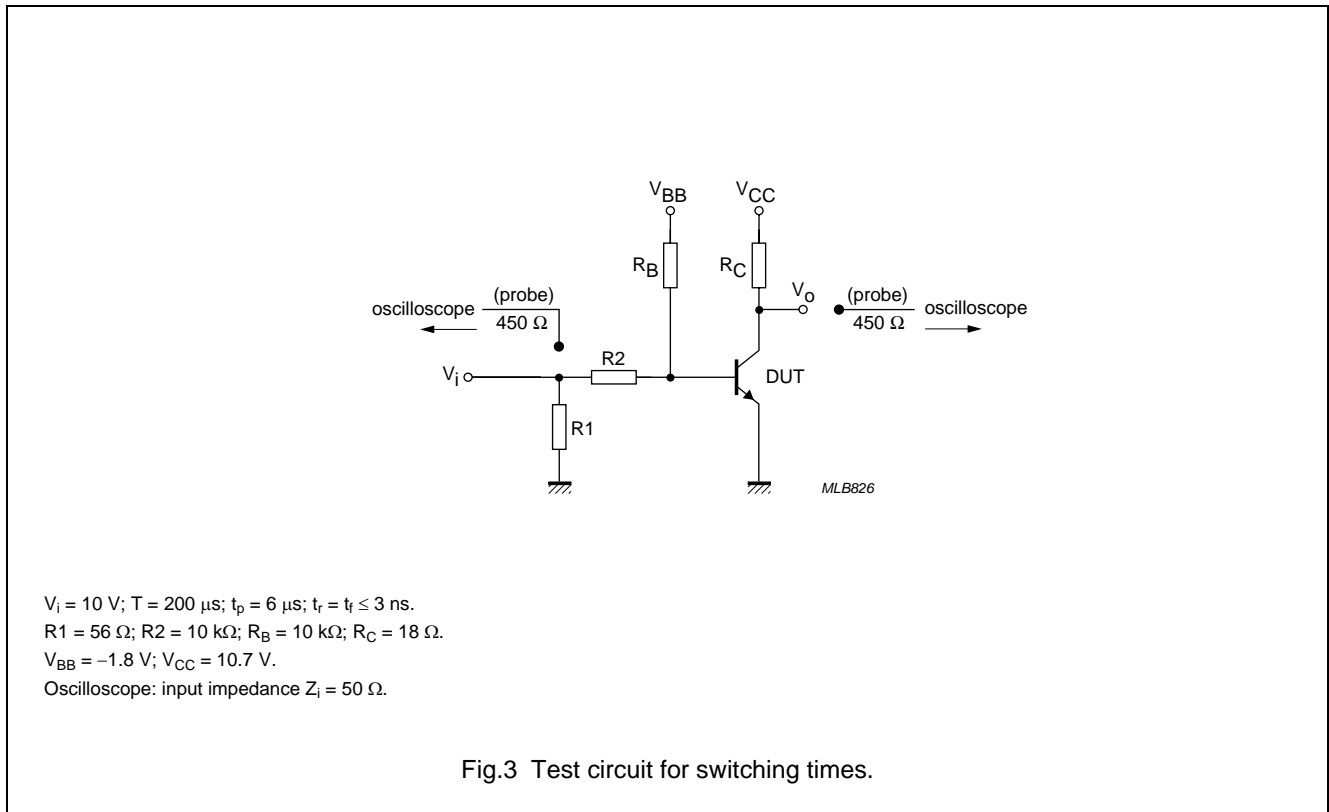 V_BB V_CC
R_B R_C
V_o
(probe) (probe)
oscilloscope oscilloscope
450 Ω 450 Ω
R2
V_i DUT
R1
MLB826
V_i = 10 V; T = 200 µs; t_p = 6 µs; t_r = t_f ≤ 3 ns.
R1 = 56 Ω; R2 = 10 kΩ; R_B = 10 kΩ; R_C = 18 Ω.
V_BB = −1.8 V; V_CC = 10.7 V.
Oscilloscope: input impedance Z_i = 50 Ω.
Fig.3 Test circuit for switching times.